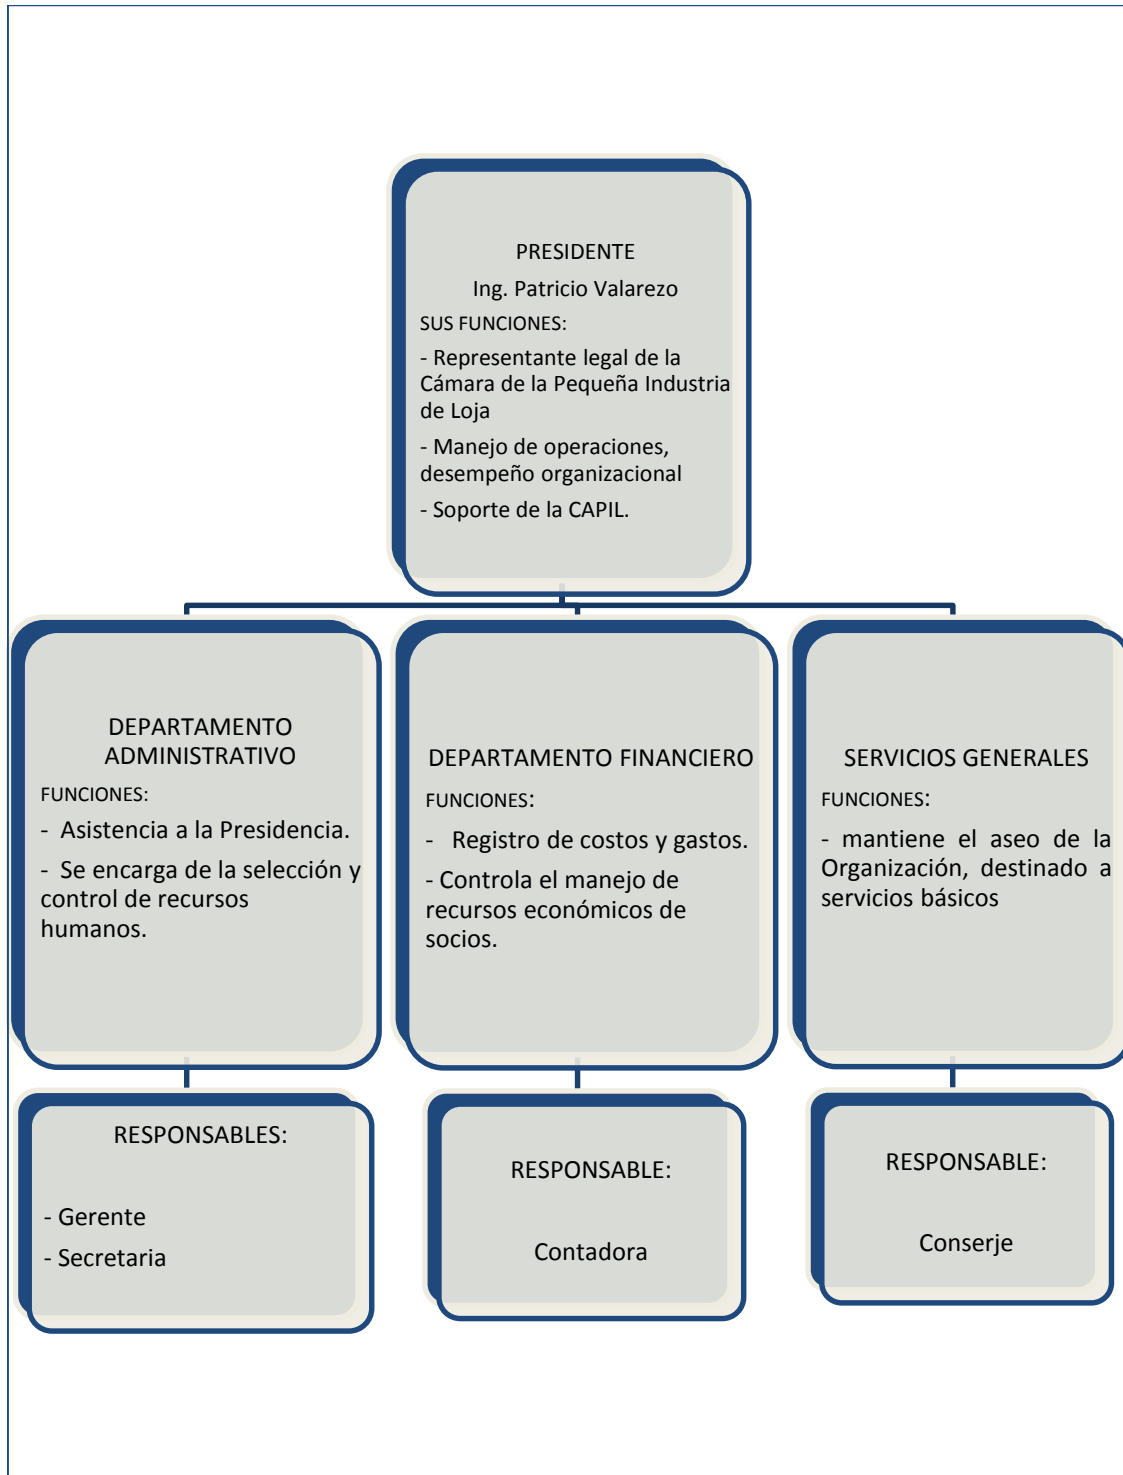 PRESIDENTE
Ing. Patricio Valarezo
SUS FUNCIONES:
- Representante legal de la
Cámara de la Pequeña Industria
de Loja
- Manejo de operaciones,
desempeño organizacional
- Soporte de la CAPIL.
DEPARTAMENTO
ADMINISTRATIVO
FUNCIONES:
- Asistencia a la Presidencia.
- Se encarga de la selección y
control de recursos
humanos.
DEPARTAMENTO FINANCIERO
FUNCIONES:
- Registro de costos y gastos.
- Controla el manejo de
recursos económicos de
socios.
SERVICIOS GENERALES
FUNCIONES:
- mantiene el aseo de la
Organización, destinado a
servicios básicos
RESPONSABLES:
- Gerente
- Secretaria
RESPONSABLE:
Contadora
RESPONSABLE:
Conserje